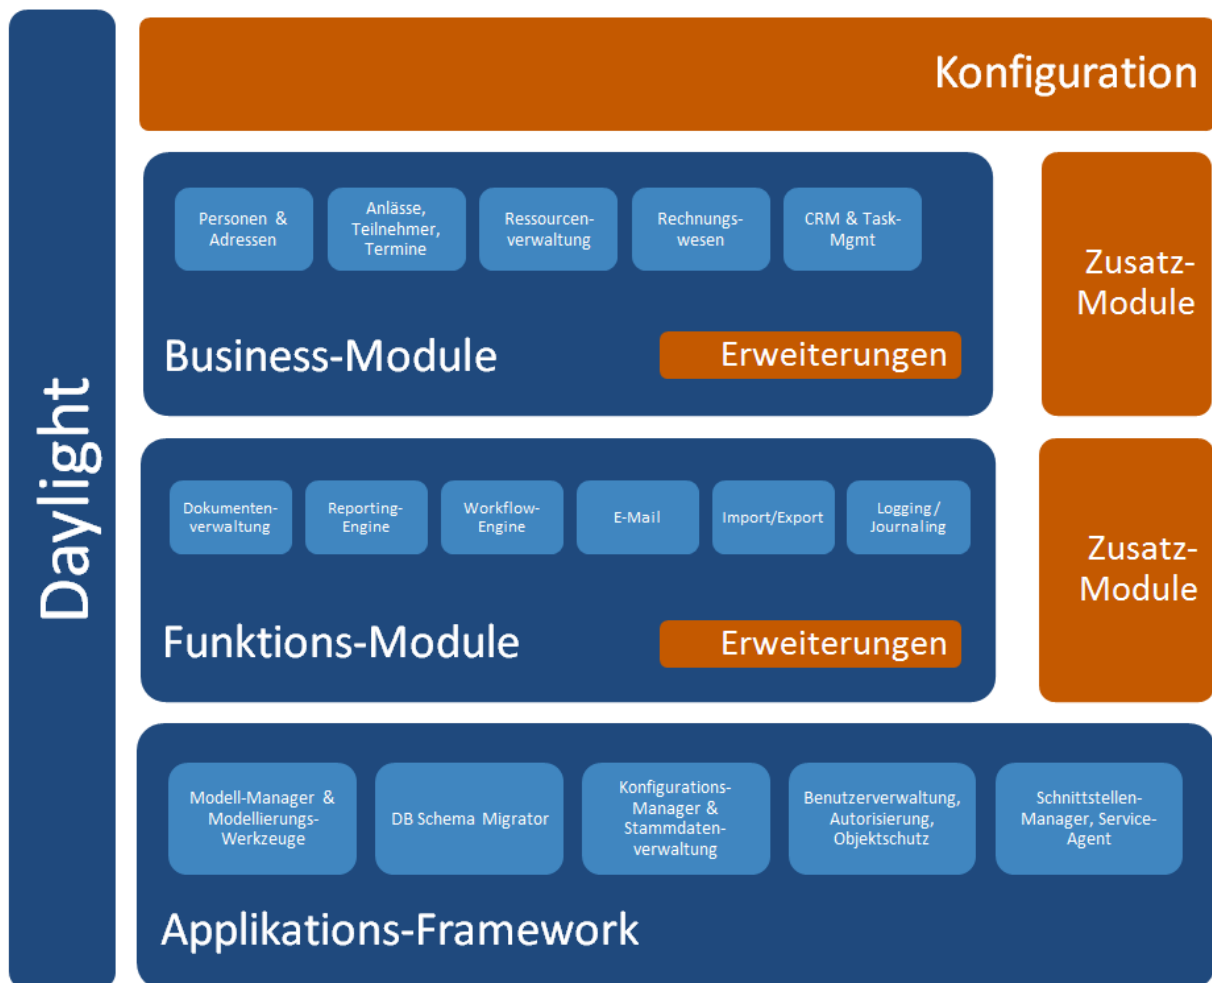 Daylight
Konfiguration
Personen &
Adressen
Anlässe,
Teilnehmer,
Termine
Ressourcen-
verwaltung
Rechnungs-
wesen
CRM & Task-
Mgmt
Business-Module
Erweiterungen
Zusatz-
Module
Dokumenten-
verwaltung
Reporting-
Engine
Workflow-
Engine
E-Mail
Import/Export
Logging/
Journaling
Funktions-Module
Erweiterungen
Zusatz-
Module
Modell-Manager &
Modellierungs-
Werkzeuge
DB Schema Migrator
Konfigurations-
Manager &
Stammdaten-
verwaltung
Benutzerverwaltung,
Autorisierung,
Objektschutz
Schnittstellen-
Manager, Service-
Agent
Applikations-Framework